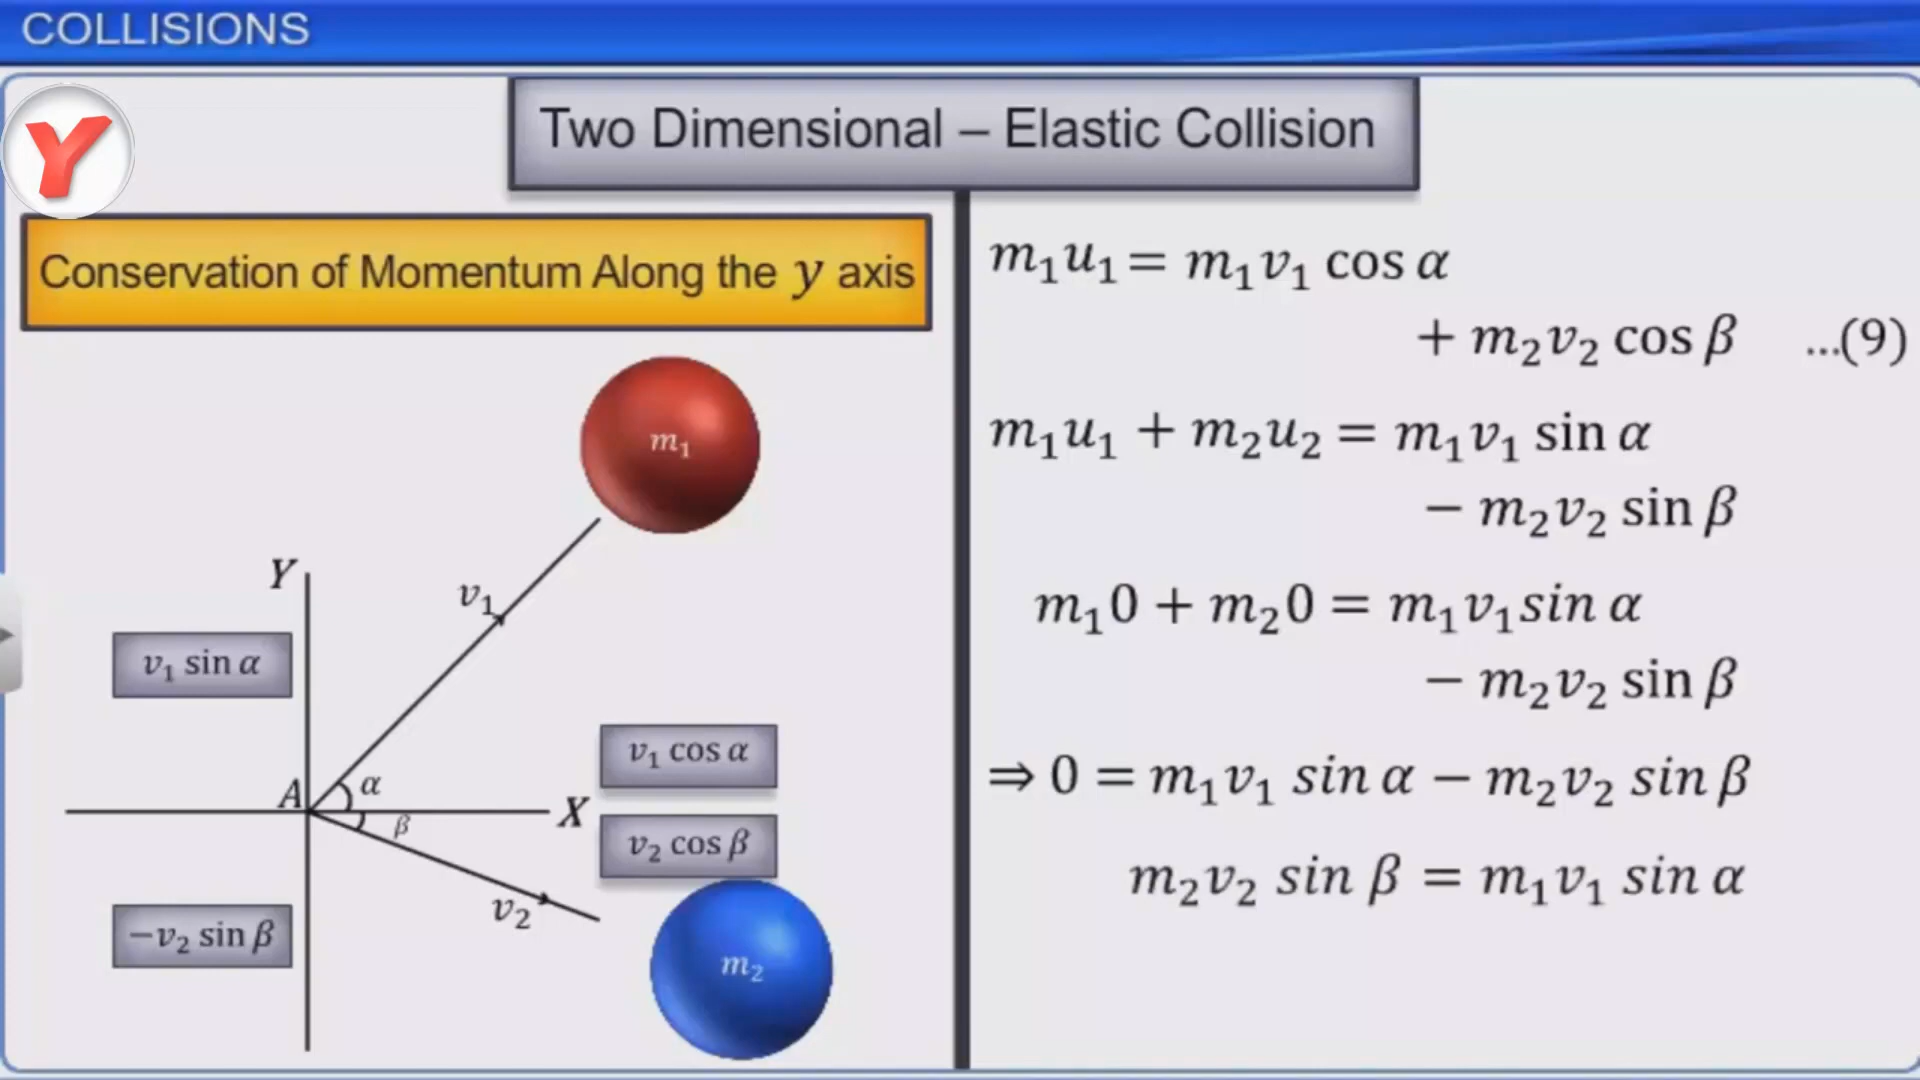 COLLISIONS
Y
Two Dimensional – Elastic Collision
Conservation of Momentum Along the y axis
m₁
Y
v₁
v₁ sin α
v₁ cos α
A
α
X
β
v₂ cos β
v₂
−v₂ sin β
m₂
m₁u₁ = m₁v₁ cos α
+ m₂v₂ cos β ...(9)
m₁u₁ + m₂u₂ = m₁v₁ sin α
− m₂v₂ sin β
m₁0 + m₂0 = m₁v₁sin α
− m₂v₂ sin β
⇒ 0 = m₁v₁ sin α − m₂v₂ sin β
m₂v₂ sin β = m₁v₁ sin α